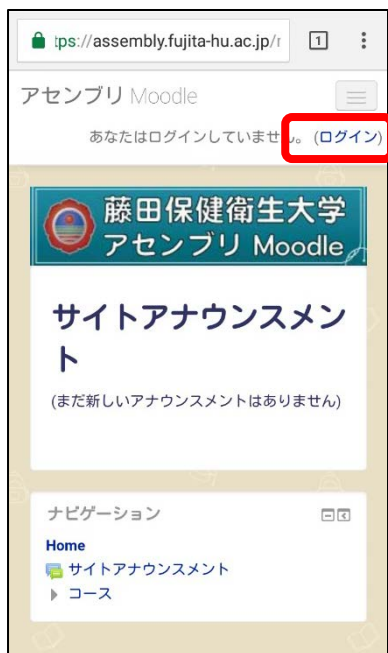 tps://assembly.fujita-hu.ac.jp/r
1
アセンブリ Moodle
あなたはログインしていません。 (ログイン)
藤田保健衛生大学
アセンブリ Moodle
サイトアナウンスメン
ト
(まだ新しいアナウンスメントはありません)
ナビゲーション
Home
サイトアナウンスメント
コース